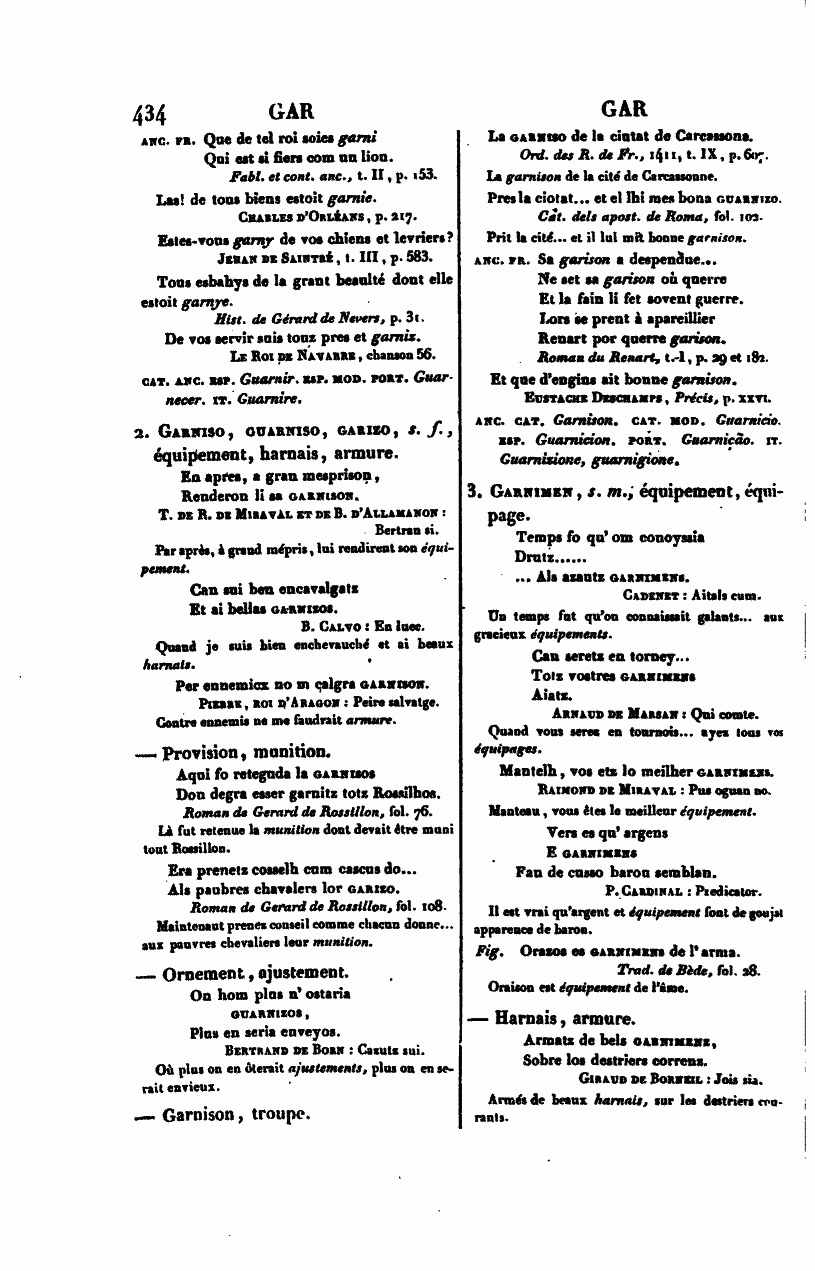 434 GAR
ANC. FR. Que de tel roi soies garni
Qui est si fiers com un lion.
Fabl. et cont. anc., t. II, p. 153.
Las! de tous biens estoit garnie.
CHARLES D'ORLÉANS, p. 217.
Estes-vous garny de vos chiens et levriers?
JEHAN DE SAINTRÉ, t. III, p. 583.
Tous esbahys de la grant beaulté dont elle
estoit garnye.
Hist. de Gérard de Nevers, p. 31.
De vos servir suis touz pres et garniz.
LE ROI DE NAVARRE, chanson 56.
CAT. ANC. ESP. Guarnir. ESP. MOD. PORT. Guar-
necer. IT. Guarnire.
2. GARNISO, GUARNISO, GARIZO, s. f.,
équipement, harnais, armure.
En apres, a gran mesprison,
Renderon li sa GARNISON.
T. DE R. DE MIRAVAL ET DE B. D'ALLAMANON:
Bertran si.
Par après, à grand mépris, lui rendirent son équi-
pement.
Can sui ben encavalgatz
Et ai bellas GARNIZOS.
B. CALVO: En luec.
Quand je suis bien enchevauché et ai beaux
harnais.
Per ennemicx no m calgra GARNISON.
PIERRE, ROI D'ARAGON: Peire salvatge.
Contre ennemis ne me faudrait armure.
— Provision, munition.
Aqui fo retenguda la GARNISOS
Don degra esser garnitz totz Rossilhos.
Roman de Gerard de Rossillon, fol. 76.
Là fut retenue la munition dont devait être muni
tout Rossillon.
Era prenetz cosselh cum cascus do...
Als paubres chavalers lor GARIZO.
Roman de Gerard de Rossillon, fol. 108.
Maintenant prenez conseil comme chacun donne...
aux pauvres chevaliers leur munition.
— Ornement, ajustement.
On hom plus n' ostaria
GUARNIZOS,
Plus en seria enveyos.
BERTRAND DE BORN: Cazutz sui.
Où plus on en ôterait ajustements, plus on en se-
rait envieux.
— Garnison, troupe.
GAR
La GARNISO de la ciutat de Carcassona.
Ord. des R. de Fr., 1411, t. IX, p. 607.
La garnison de la cité de Carcassonne.
Pres la ciotat... et el lhi mes bona GUARNIZO.
Cat. dels apost. de Roma, fol. 102.
Prit la cité... et il lui mît bonne garnison.
ANC. FR. Sa garison a despendue...
Ne set sa garison où querre
Et la fain li fet sovent guerre.
Lors se prent à apareillier
Renart por querre garison.
Roman du Renart, t. 1, p. 29 et 182.
Et que d'engins ait bonne garnison.
EUSTACHE DESCHAMPS, Précis, p. XXVI.
ANC. CAT. Garnison. CAT. MOD. Guarnicio.
ESP. Guarnicion. PORT. Guarnição. IT.
Guarnizione, guarnigione.
3. GARNIMEN, s. m., équipement, équi-
page.
Temps fo qu' om conoyssia
Drutz......
... Als azautz GARNIMENS.
CADENET: Aitals cum.
Un temps fut qu'on connaissait galants... aux
gracieux équipements.
Can seretz en torney...
Totz vostres GARNIMENS
Aiatz.
ARNAUD DE MARSAN: Qui comte.
Quand vous serez en tournois... ayez tous vos
équipages.
Mantelh, vos etz lo meilher GARNIMENS.
RAIMOND DE MIRAVAL: Pus oguan no.
Manteau, vous êtes le meilleur équipement.
Vers es qu' argens
E GARNIMENS
Fan de cusso baron semblan.
P. CARDINAL: Predicator.
Il est vrai qu'argent et équipement font de goujat
apparence de baron.
Fig. Orazos es GARNIMENS de l'arma.
Trad. de Bède, fol. 28.
Oraison est équipement de l'âme.
— Harnais, armure.
Armatz de bels GARNIMENZ,
Sobre los destriers correns.
GIRAUD DE BORNEIL: Jois sia.
Armés de beaux harnais, sur les destriers cou-
rants.